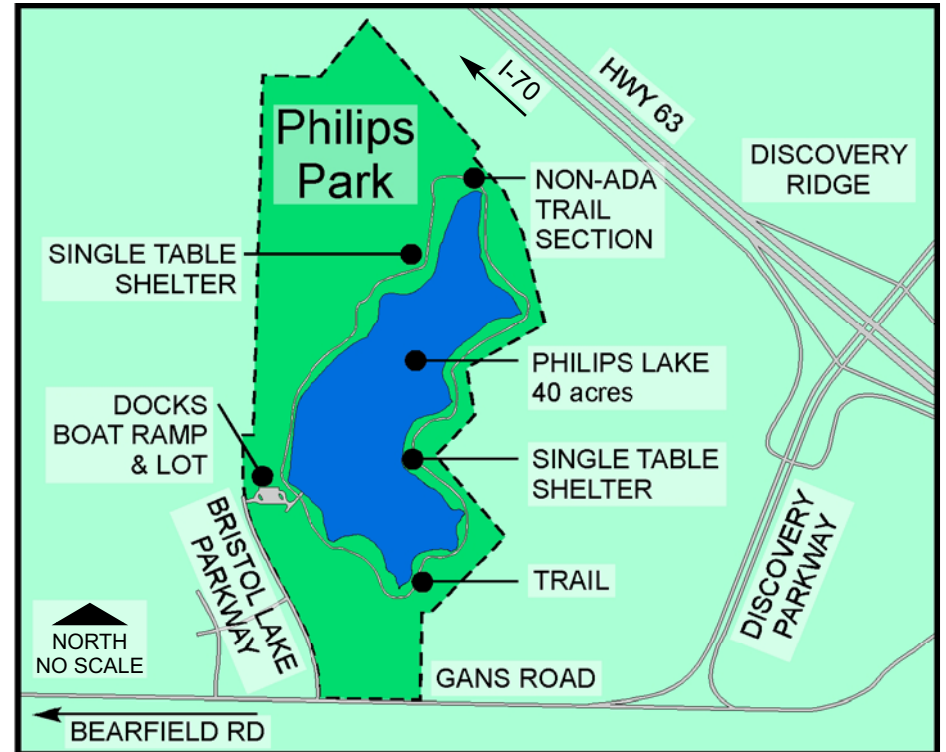 Philips
Park
I-70
HWY 63
DISCOVERY
RIDGE
NON-ADA
TRAIL
SECTION
SINGLE TABLE
SHELTER
PHILIPS LAKE
40 acres
DOCKS
BOAT RAMP
& LOT
SINGLE TABLE
SHELTER
BRISTOL LAKE
PARKWAY
TRAIL
DISCOVERY
PARKWAY
NORTH
NO SCALE
GANS ROAD
BEARFIELD RD